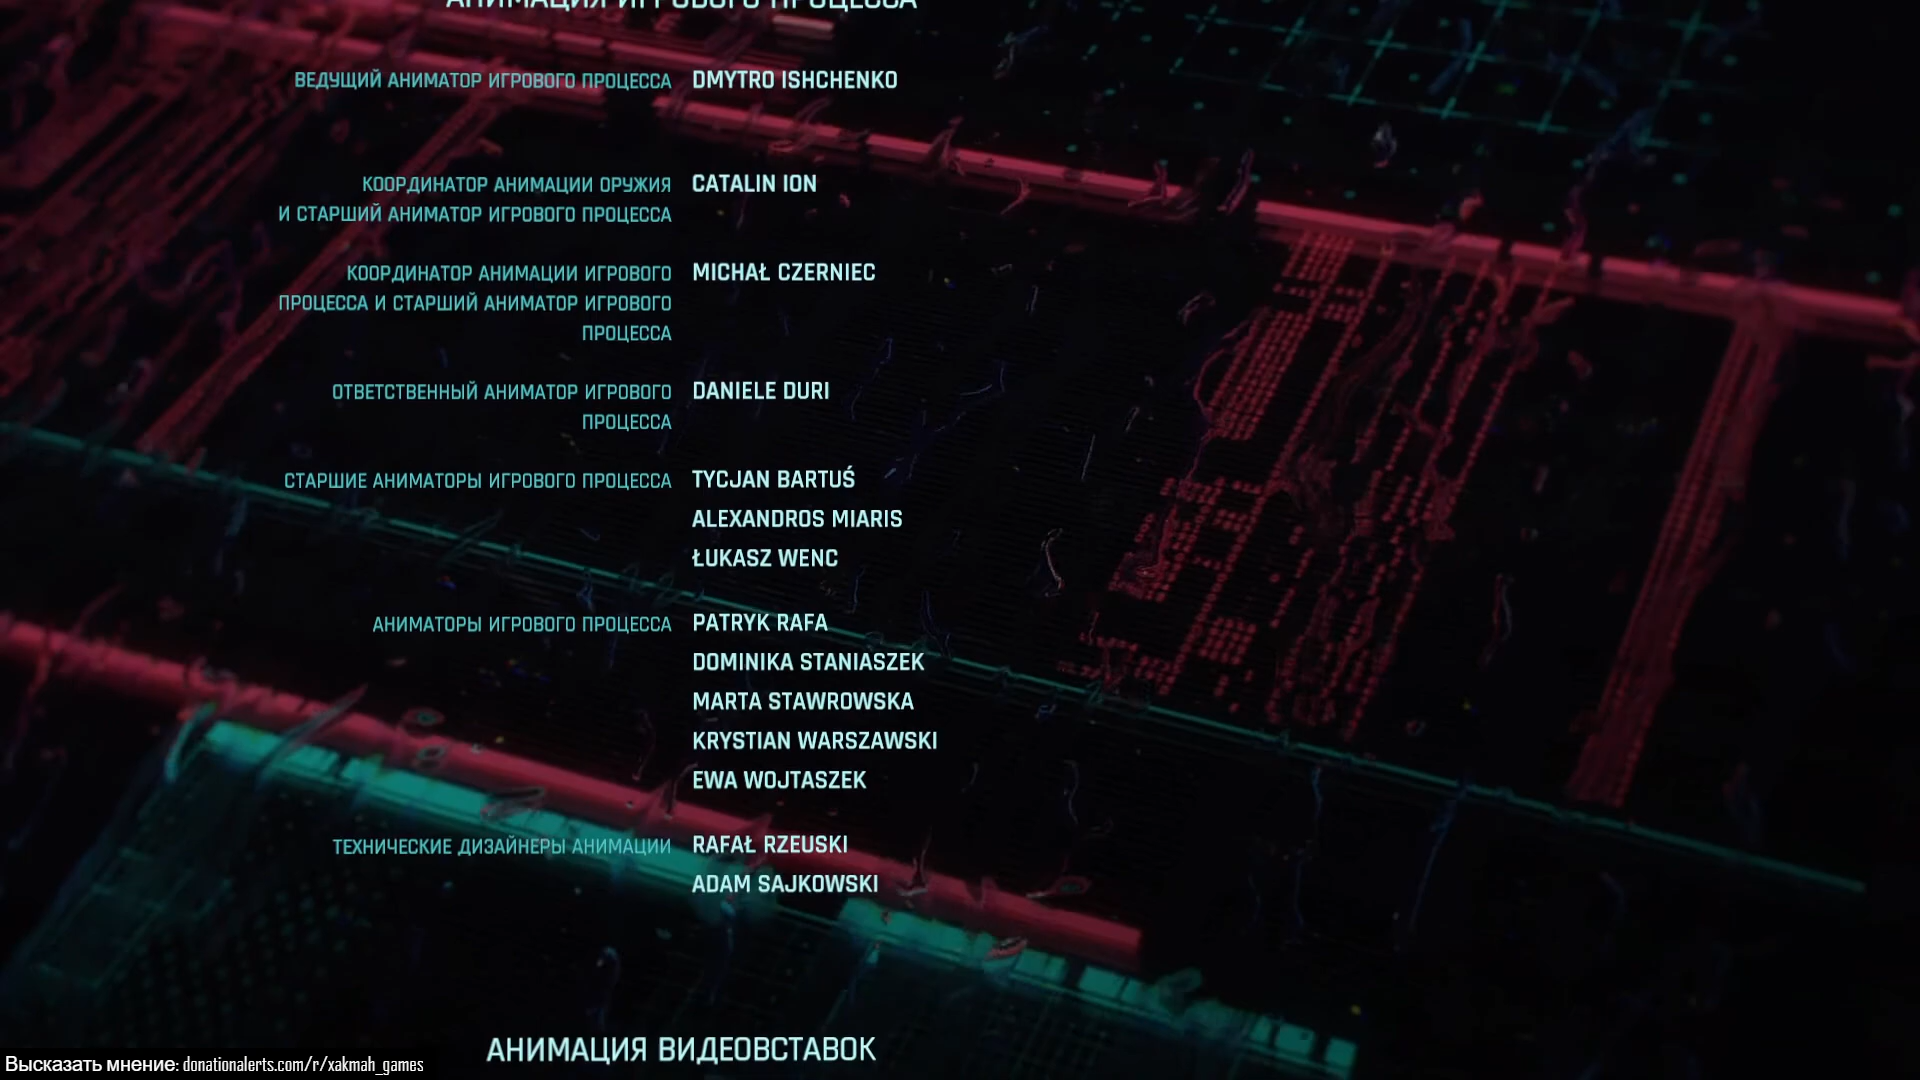 АНИМАЦИЯ ИГРОВОГО ПРОЦЕССА
ВЕДУЩИЙ АНИМАТОР ИГРОВОГО ПРОЦЕССА DMYTRO ISHCHENKO
КООРДИНАТОР АНИМАЦИИ ОРУЖИЯ CATALIN ION
И СТАРШИЙ АНИМАТОР ИГРОВОГО ПРОЦЕССА
КООРДИНАТОР АНИМАЦИИ ИГРОВОГО MICHAŁ CZERNIEC
ПРОЦЕССА И СТАРШИЙ АНИМАТОР ИГРОВОГО
ПРОЦЕССА
ОТВЕТСТВЕННЫЙ АНИМАТОР ИГРОВОГО DANIELE DURI
ПРОЦЕССА
СТАРШИЕ АНИМАТОРЫ ИГРОВОГО ПРОЦЕССА TYCJAN BARTUŚ
ALEXANDROS MIARIS
ŁUKASZ WENC
АНИМАТОРЫ ИГРОВОГО ПРОЦЕССА PATRYK RAFA
DOMINIKA STANIASZEK
MARTA STAWROWSKA
KRYSTIAN WARSZAWSKI
EWA WOJTASZEK
ТЕХНИЧЕСКИЕ ДИЗАЙНЕРЫ АНИМАЦИИ RAFAŁ RZEUSKI
ADAM SAJKOWSKI
АНИМАЦИЯ ВИДЕОВСТАВОК
Высказать мнение: donationalerts.com/r/xakmah_games